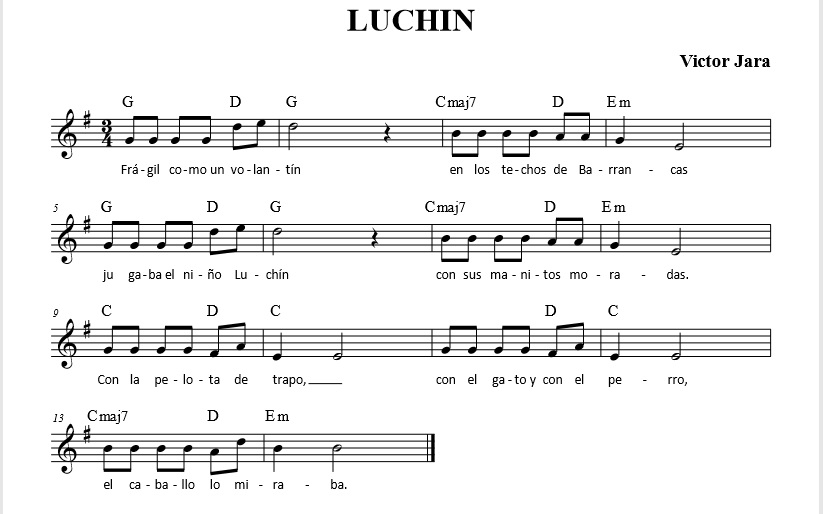 LUCHIN
Victor Jara
G D G Cmaj7 D Em
3
4
Frá-gil co-mo un vo-lan-tín en los te-chos de Ba-rran-cas
5 G D G Cmaj7 D Em
ju ga-ba el ni-ño Lu-chín con sus ma-ni-tos mo-ra-das.
9 C D C D C
Con la pe-lo-ta de trapo, con el ga-to y con el pe-rro,
13 Cmaj7 D Em
el ca-ba-llo lo mi-ra-ba.